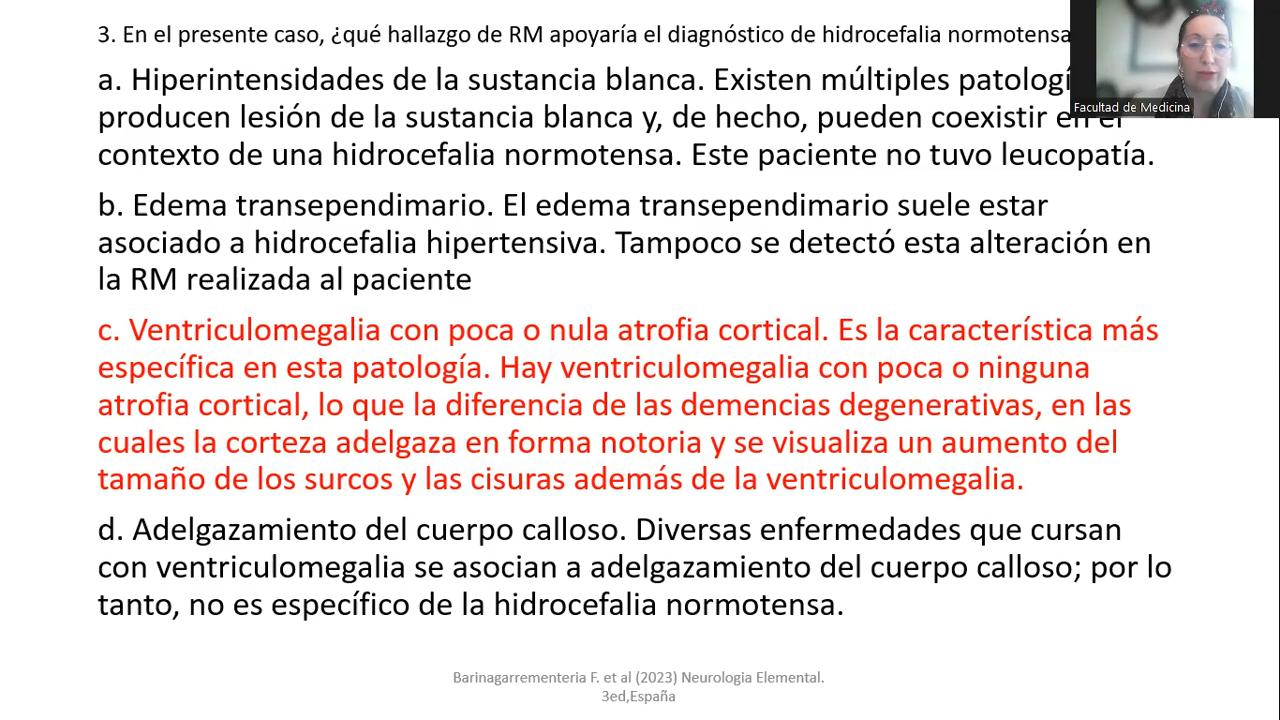 3. En el presente caso, ¿qué hallazgo de RM apoyaría el diagnóstico de hidrocefalia normotensa
a. Hiperintensidades de la sustancia blanca. Existen múltiples
producen lesión de la sustancia blanca y, de hecho, pueden coexistir en el
contexto de una hidrocefalia normotensa. Este paciente no tuvo leucopatía.
b. Edema transependimario. El edema transependimario suele estar
asociado a hidrocefalia hipertensiva. Tampoco se detectó esta alteración en
la RM realizada al paciente
c. Ventriculomegalia con poca o nula atrofia cortical. Es la característica más
específica en esta patología. Hay ventriculomegalia con poca o ninguna
atrofia cortical, lo que la diferencia de las demencias degenerativas, en las
cuales la corteza adelgaza en forma notoria y se visualiza un aumento del
tamaño de los surcos y las cisuras además de la ventriculomegalia.
d. Adelgazamiento del cuerpo calloso. Diversas enfermedades que cursan
con ventriculomegalia se asocian a adelgazamiento del cuerpo calloso; por lo
tanto, no es específico de la hidrocefalia normotensa.
Barinagarrementeria F. et al (2023) Neurologia Elemental.
3ed,España
Facultad de Medicina